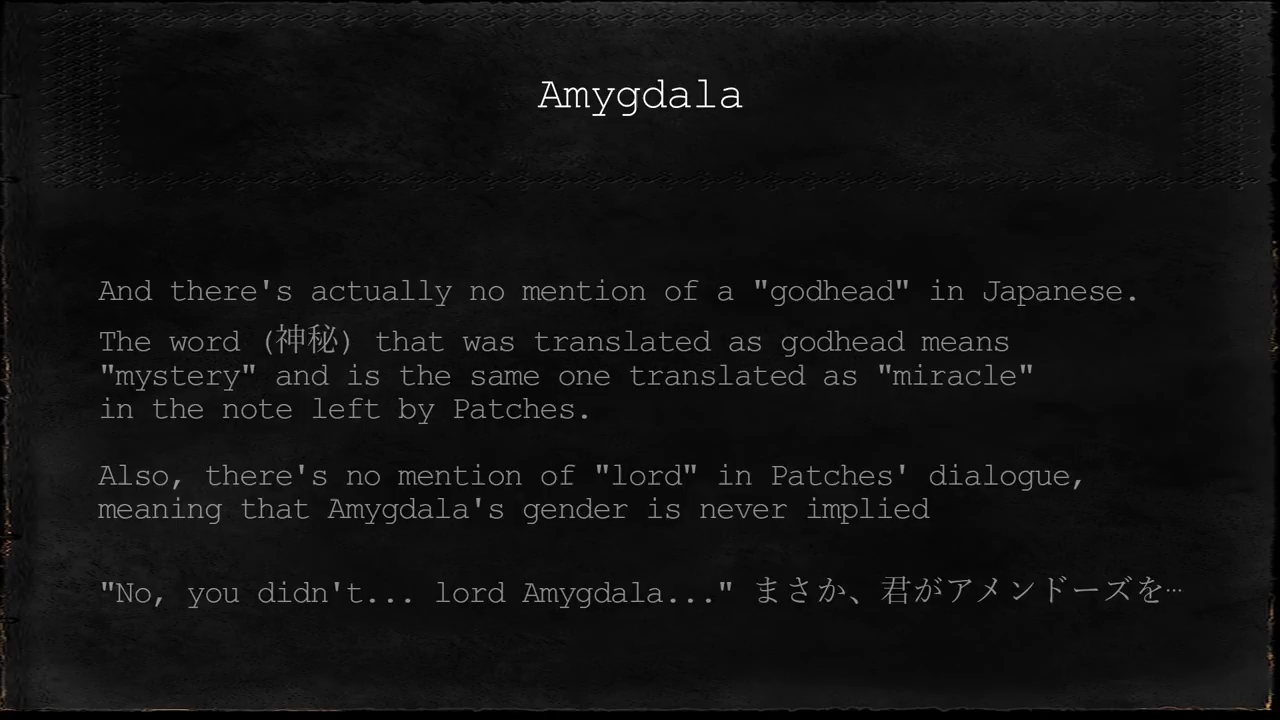 Amygdala
And there's actually no mention of a "godhead" in Japanese.
The word (神秘) that was translated as godhead means
"mystery" and is the same one translated as "miracle"
in the note left by Patches.
Also, there's no mention of "lord" in Patches' dialogue,
meaning that Amygdala's gender is never implied
"No, you didn't... lord Amygdala..." まさか、君がアメンドーズを…